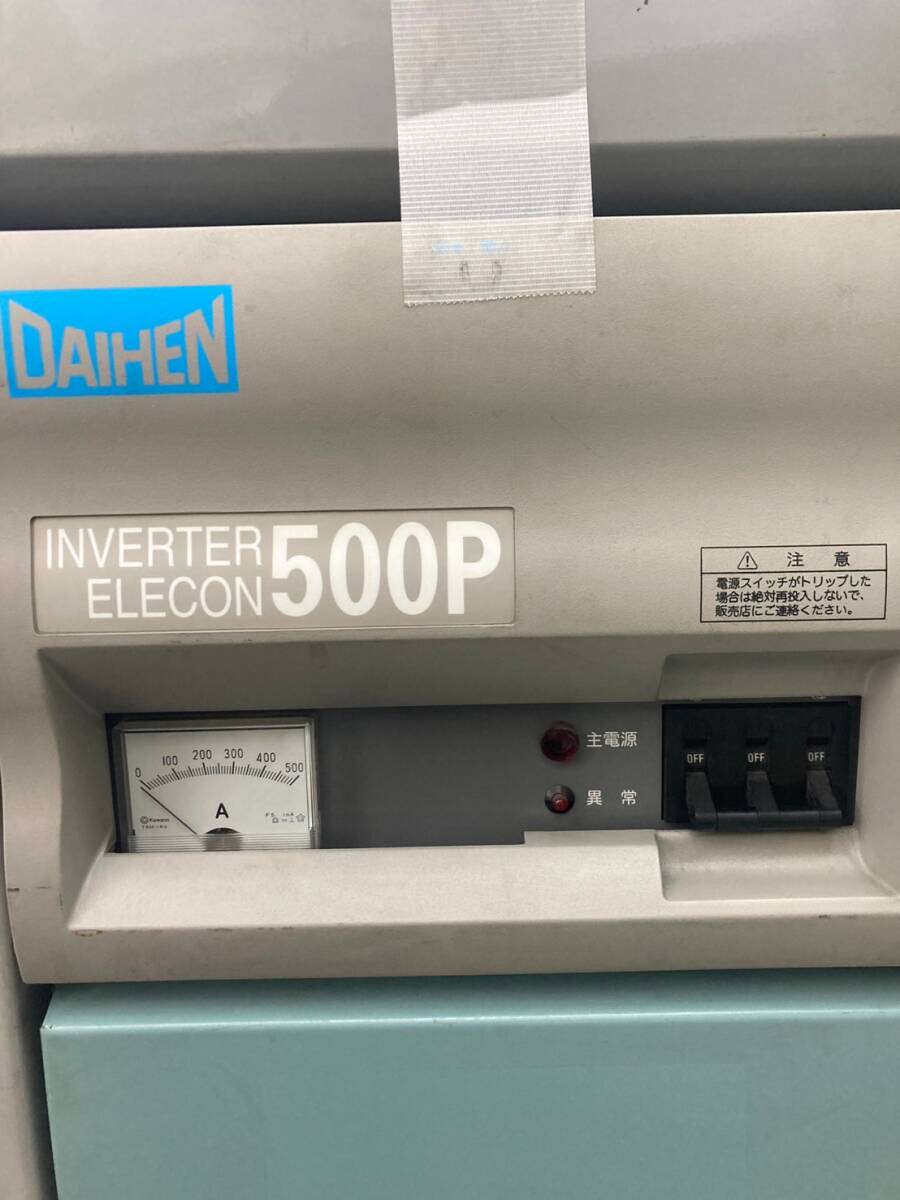 DAIHEN
INVERTER
ELECON
500P
⚠ 注 意
電源スイッチがトリップした
場合は絶対再投入しないで、
販売店にご連絡ください。
0 100 200 300 400 500
A
主電源
異 常
OFF OFF OFF